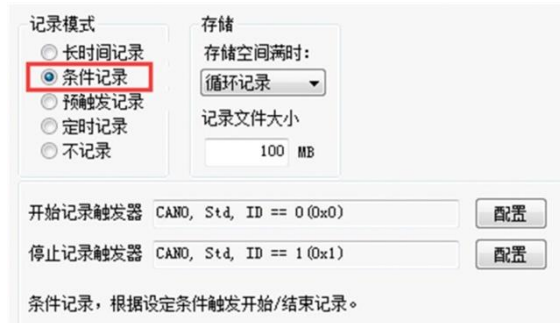 记录模式
长时间记录
条件记录
预触发记录
定时记录
不记录
存储
存储空间满时:
循环记录
记录文件大小
100 MB
开始记录触发器 CAN0, Std, ID == 0(0x0) 配置
停止记录触发器 CAN0, Std, ID == 1(0x1) 配置
条件记录，根据设定条件触发开始/结束记录。